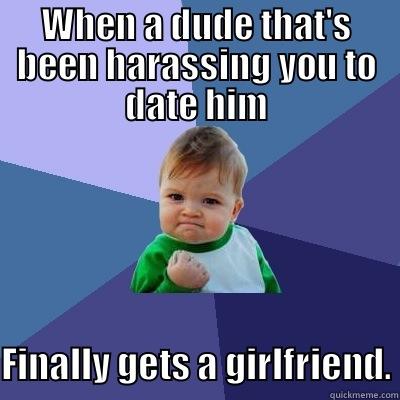 When a dude that's
been harassing you to
date him
Finally gets a girlfriend.
quickmeme.com